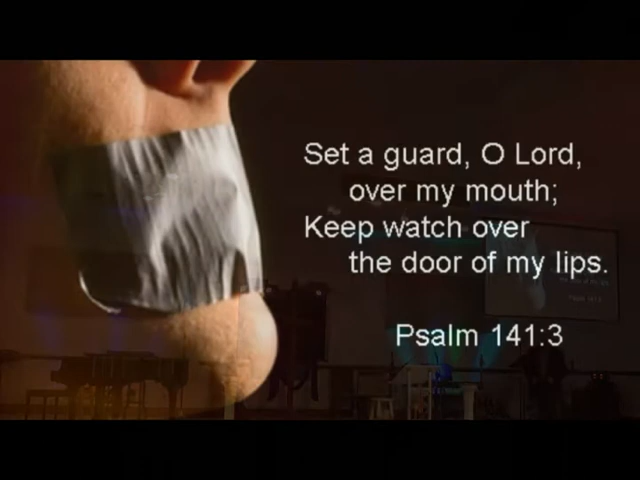 Set a guard, O Lord,
over my mouth;
Keep watch over
the door of my lips.
Psalm 141:3